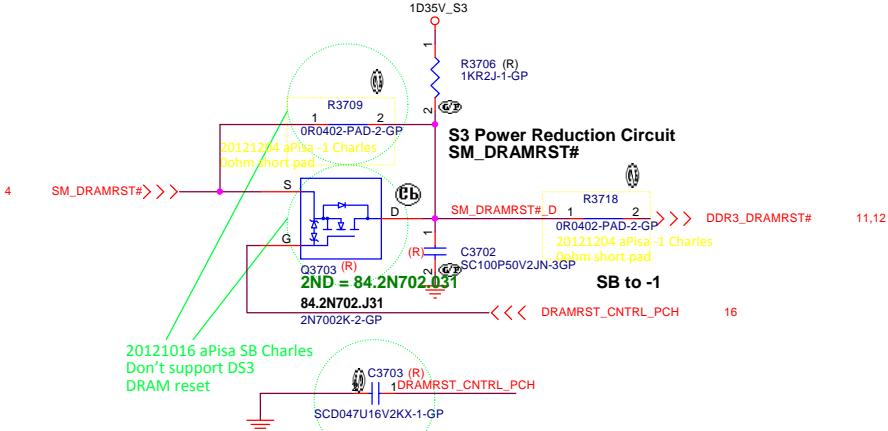 1D35V_S3
1
R3706 (R)
1KR2J-1-GP
2
G/P
R3709
1 2
0R0402-PAD-2-GP
20121204 aPisa -1 Charles
0ohm short pad
S3 Power Reduction Circuit
SM_DRAMRST#
4 SM_DRAMRST#
S
D
G
SM_DRAMRST#_D
R3718
1 2
0R0402-PAD-2-GP
20121204 aPisa -1 Charles
0ohm short pad
DDR3_DRAMRST# 11,12
1
(R) C3702
SC100P50V2JN-3GP
2
G/P
Q3703 (R)
2ND = 84.2N702.031
84.2N702.J31
2N7002K-2-GP
SB to -1
DRAMRST_CNTRL_PCH 16
20121016 aPisa SB Charles
Don't support DS3
DRAM reset
C3703 (R)
2 1 DRAMRST_CNTRL_PCH
SCD047U16V2KX-1-GP